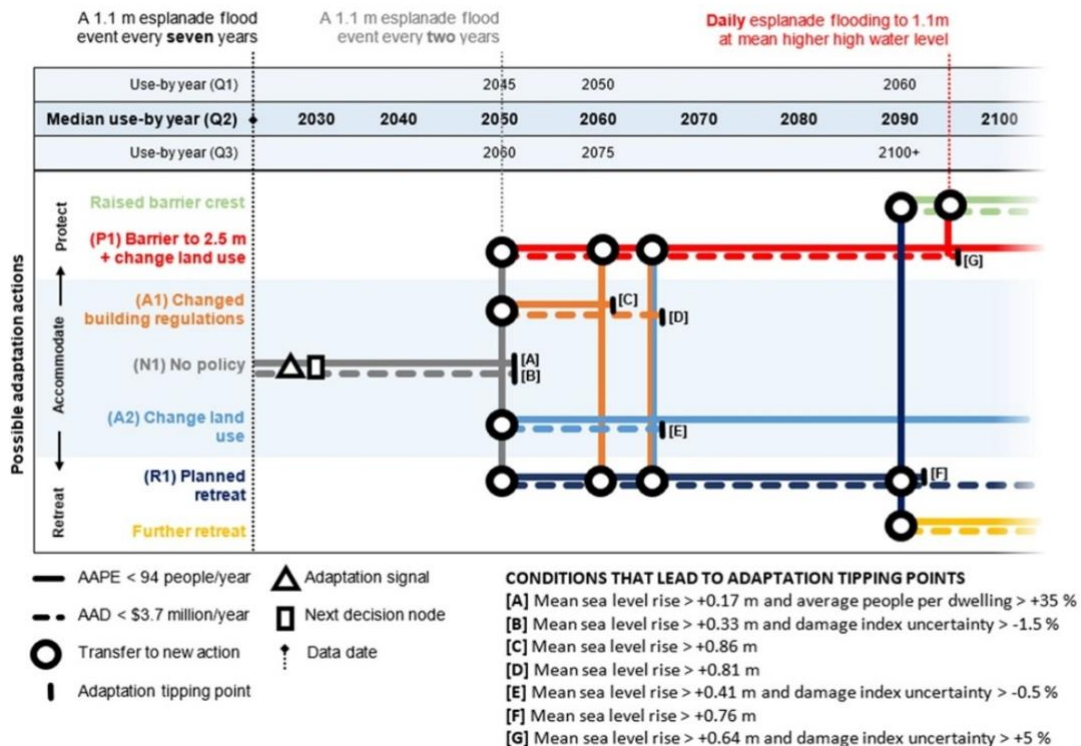 A 1.1 m esplanade flood
event every seven years
A 1.1 m esplanade flood
event every two years
Daily esplanade flooding to 1.1m
at mean higher high water level
Use-by year (Q1)
2045
2050
2060
Median use-by year (Q2)
2030
2040
2050
2060
2070
2080
2090
2100
Use-by year (Q3)
2060
2075
2100+
Possible adaptation actions
Protect
Accommodate
Retreat
Raised barrier crest
(P1) Barrier to 2.5 m
+ change land use
[G]
(A1) Changed
building regulations
[C]
[D]
(N1) No policy
[A]
[B]
(A2) Change land
use
[E]
(R1) Planned
retreat
[F]
Further retreat
AAPE < 94 people/year
AAD < $3.7 million/year
Transfer to new action
Adaptation tipping point
Adaptation signal
Next decision node
Data date
CONDITIONS THAT LEAD TO ADAPTATION TIPPING POINTS
[A] Mean sea level rise > +0.17 m and average people per dwelling > +35 %
[B] Mean sea level rise > +0.33 m and damage index uncertainty > -1.5 %
[C] Mean sea level rise > +0.86 m
[D] Mean sea level rise > +0.81 m
[E] Mean sea level rise > +0.41 m and damage index uncertainty > -0.5 %
[F] Mean sea level rise > +0.76 m
[G] Mean sea level rise > +0.64 m and damage index uncertainty > +5 %